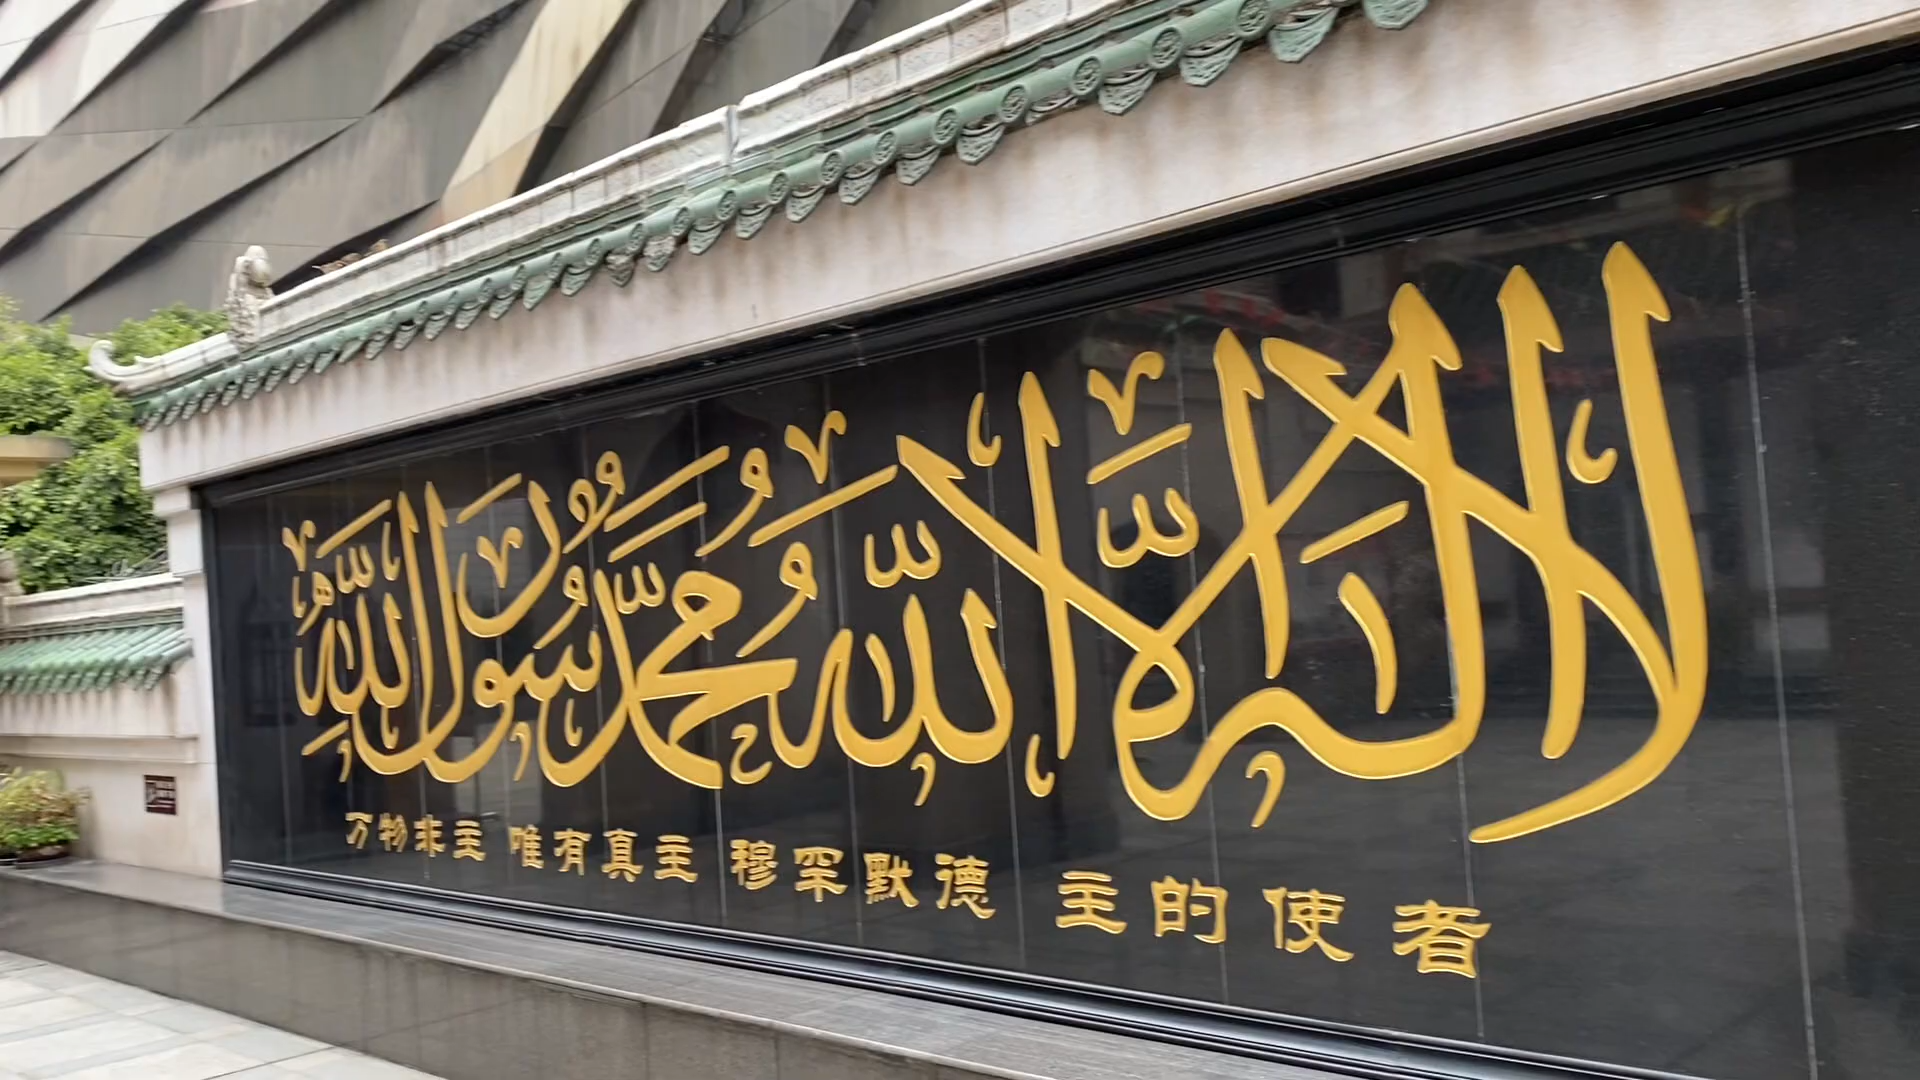 لا إله إلا الله محمد رسول الله
万物非主 唯有真主 穆罕默德 主的使者